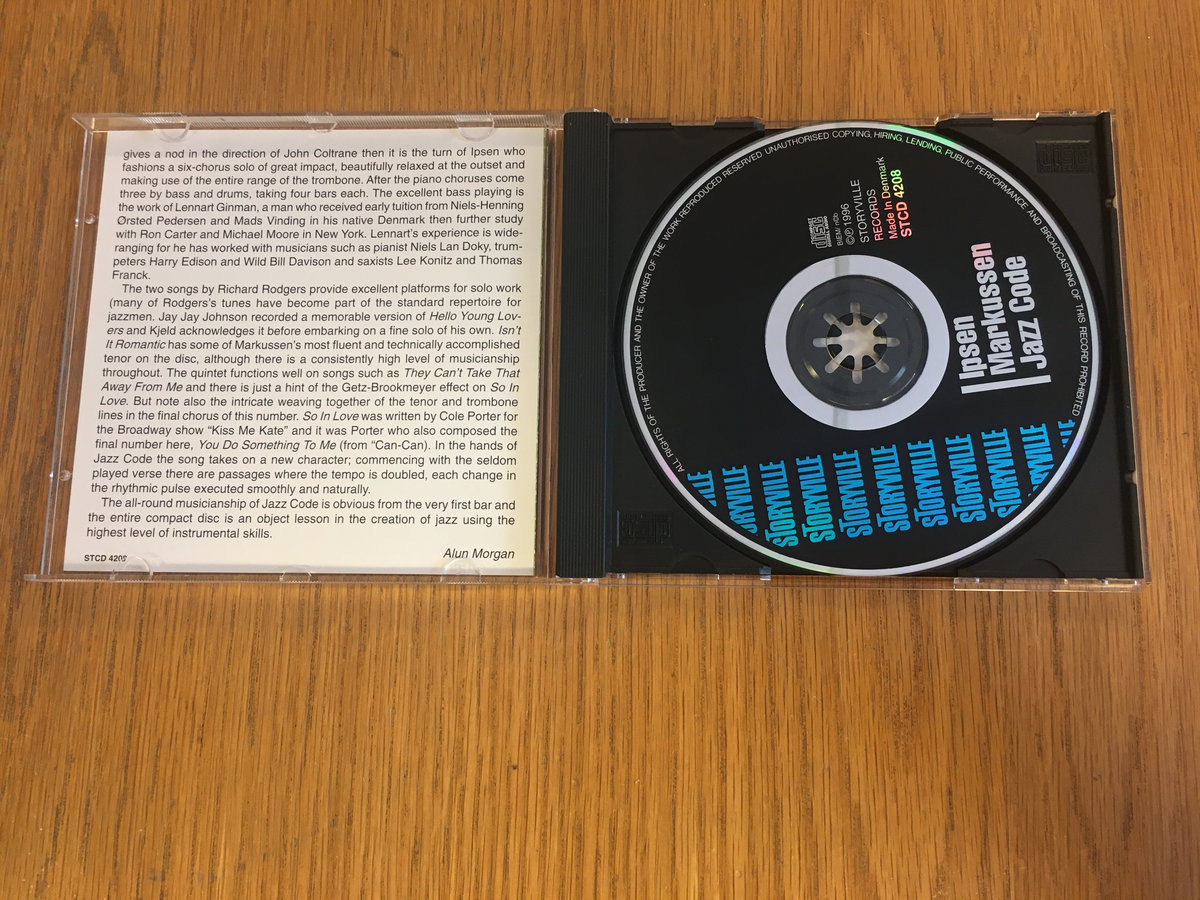 gives a nod in the direction of John Coltrane then it is the turn of Ipsen who
fashions a six-chorus solo of great impact, beautifully relaxed at the outset and
making use of the entire range of the trombone. After the piano choruses come
three by bass and drums, taking four bars each. The excellent bass playing is
the work of Lennart Ginman, a man who received early tuition from Niels-Henning
Ørsted Pedersen and Mads Vinding in his native Denmark then further study
with Ron Carter and Michael Moore in New York. Lennart's experience is wide-
ranging for he has worked with musicians such as pianist Niels Lan Doky, trum-
peters Harry Edison and Wild Bill Davison and saxists Lee Konitz and Thomas
Franck.
The two songs by Richard Rodgers provide excellent platforms for solo work
(many of Rodgers's tunes have become part of the standard repertoire for
jazzmen. Jay Jay Johnson recorded a memorable version of Hello Young Lov-
ers and Kjeld acknowledges it before embarking on a fine solo of his own. Isn't
It Romantic has some of Markussen's most fluent and technically accomplished
tenor on the disc, although there is a consistently high level of musicianship
throughout. The quintet functions well on songs such as They Can't Take That
Away From Me and there is just a hint of the Getz-Brookmeyer effect on So In
Love. But note also the intricate weaving together of the tenor and trombone
lines in the final chorus of this number. So In Love was written by Cole Porter for
the Broadway show "Kiss Me Kate" and it was Porter who also composed the
final number here, You Do Something To Me (from "Can-Can). In the hands of
Jazz Code the song takes on a new character; commencing with the seldom
played verse there are passages where the tempo is doubled, each change in
the rhythmic pulse executed smoothly and naturally.
The all-round musicianship of Jazz Code is obvious from the very first bar and
the entire compact disc is an object lesson in the creation of jazz using the
highest level of instrumental skills.
Alun Morgan
STCD 4208
ALL RIGHTS OF THE PRODUCER AND THE OWNER OF THE WORK REPRODUCED RESERVED UNAUTHORISED COPYING, HIRING, LENDING, PUBLIC PERFORMANCE AND BROADCASTING OF THIS RECORD PROHIBITED
COMPACT
disc
DIGITAL AUDIO
BIEM/ n©b
©℗ 1996
STORYVILLE
RECORDS
Made In Denmark
STCD 4208
Ipsen
Markussen
Jazz Code
STORYVILLE
STORYVILLE
STORYVILLE
STORYVILLE
STORYVILLE
STORYVILLE
STORYVILLE
STORYVILLE
STORYVILLE
STORYVILLE
disc
disc